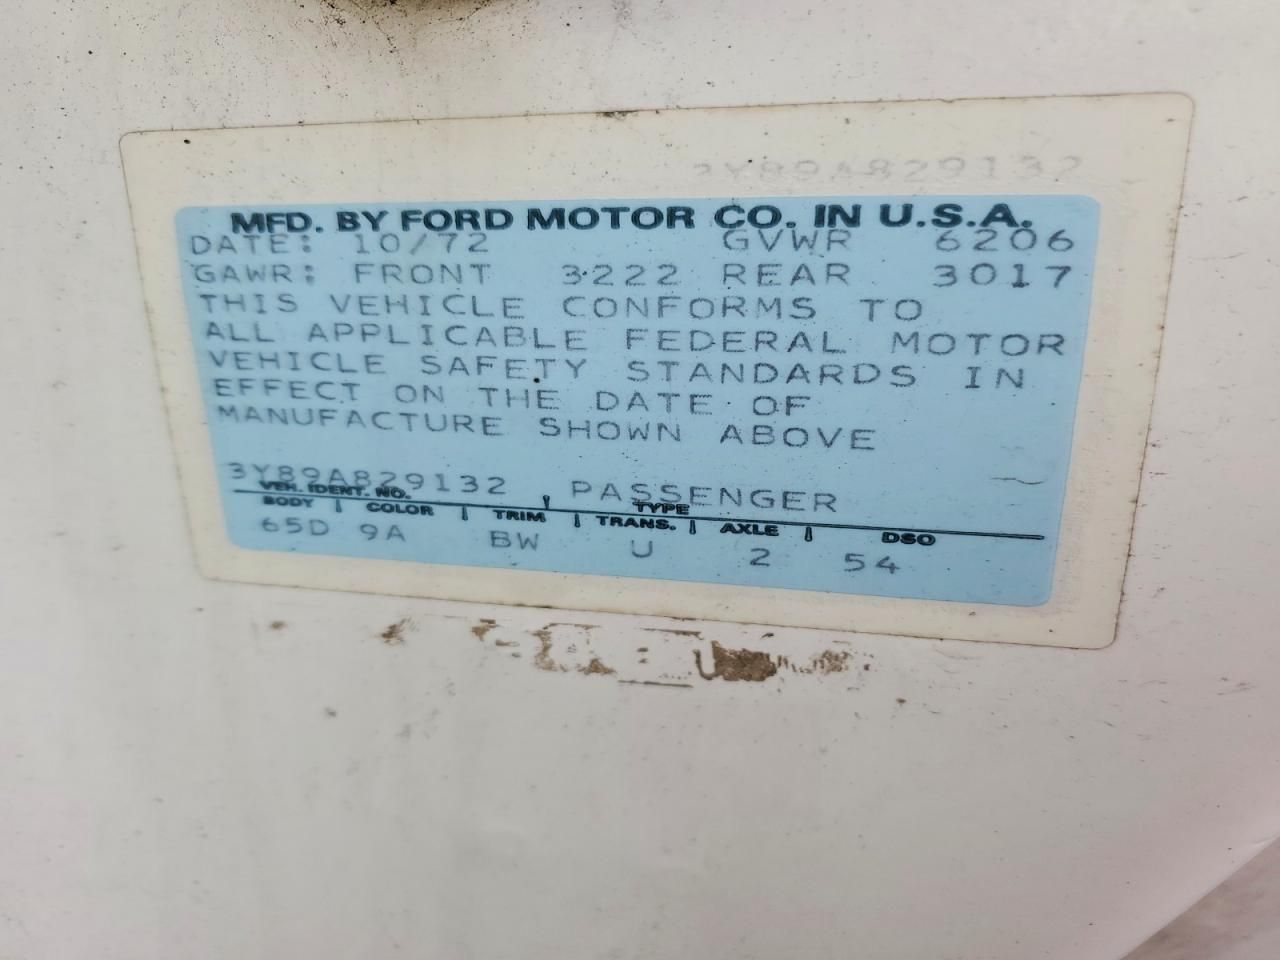 3Y89A829132
MFD. BY FORD MOTOR CO. IN U.S.A.
DATE: 10/72 GVWR 6206
GAWR: FRONT 3222 REAR 3017
THIS VEHICLE CONFORMS TO
ALL APPLICABLE FEDERAL MOTOR
VEHICLE SAFETY STANDARDS IN
EFFECT ON THE DATE OF
MANUFACTURE SHOWN ABOVE
3Y89A829132 PASSENGER
VEH. IDENT. NO. TYPE
BODY COLOR TRIM TRANS. AXLE DSO
65D 9A BW U 2 54